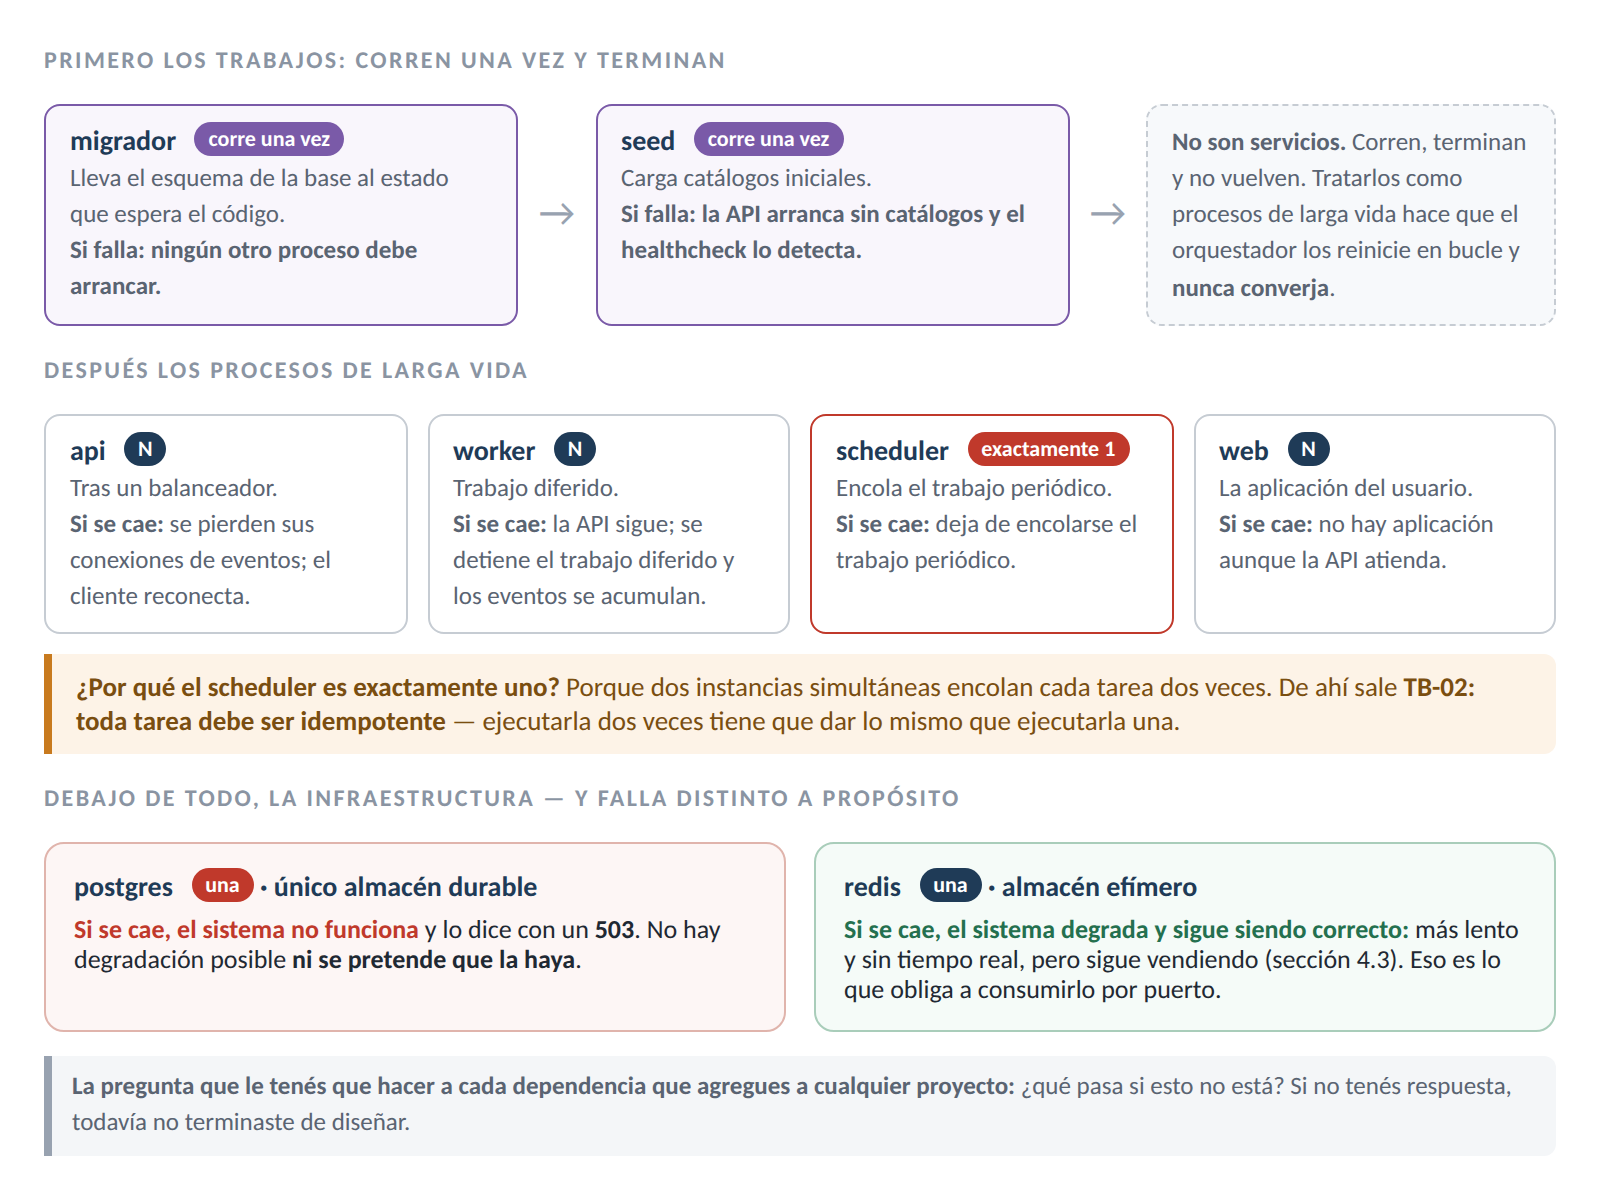 PRIMERO LOS TRABAJOS: CORREN UNA VEZ Y TERMINAN
migrador corre una vez
Lleva el esquema de la base al estado
que espera el código.
Si falla: ningún otro proceso debe
arrancar.
→
seed corre una vez
Carga catálogos iniciales.
Si falla: la API arranca sin catálogos y el
healthcheck lo detecta.
→
No son servicios. Corren, terminan
y no vuelven. Tratarlos como
procesos de larga vida hace que el
orquestador los reinicie en bucle y
nunca converja.
DESPUÉS LOS PROCESOS DE LARGA VIDA
api N
Tras un balanceador.
Si se cae: se pierden sus
conexiones de eventos; el
cliente reconecta.
worker N
Trabajo diferido.
Si se cae: la API sigue; se
detiene el trabajo diferido y
los eventos se acumulan.
scheduler exactamente 1
Encola el trabajo periódico.
Si se cae: deja de encolarse el
trabajo periódico.
web N
La aplicación del usuario.
Si se cae: no hay aplicación
aunque la API atienda.
¿Por qué el scheduler es exactamente uno? Porque dos instancias simultáneas encolan cada tarea dos veces. De ahí sale TB-02:
toda tarea debe ser idempotente — ejecutarla dos veces tiene que dar lo mismo que ejecutarla una.
DEBAJO DE TODO, LA INFRAESTRUCTURA — Y FALLA DISTINTO A PROPÓSITO
postgres una · único almacén durable
Si se cae, el sistema no funciona y lo dice con un 503. No hay
degradación posible ni se pretende que la haya.
redis una · almacén efímero
Si se cae, el sistema degrada y sigue siendo correcto: más lento
y sin tiempo real, pero sigue vendiendo (sección 4.3). Eso es lo
que obliga a consumirlo por puerto.
La pregunta que le tenés que hacer a cada dependencia que agregues a cualquier proyecto: ¿qué pasa si esto no está? Si no tenés respuesta,
todavía no terminaste de diseñar.